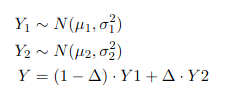 Y₁ ∼ N(μ₁, σ₁²)
Y₂ ∼ N(μ₂, σ₂²)
Y = (1 − Δ) · Y1 + Δ · Y2